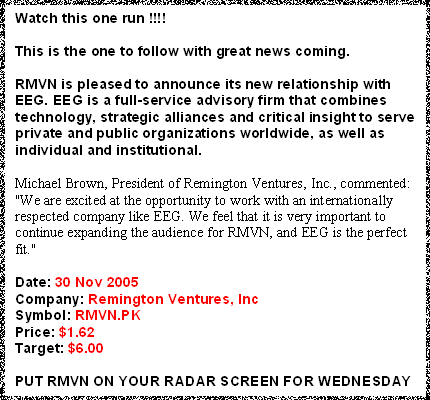 Watch this one run !!!!
This is the one to follow with great news coming.
RMVN is pleased to announce its new relationship with
EEG. EEG is a full-service advisory firm that combines
technology, strategic alliances and critical insight to serve
private and public organizations worldwide, as well as
individual and institutional.
Michael Brown, President of Remington Ventures, Inc., commented:
"We are excited at the opportunity to work with an internationally
respected company like EEG. We feel that it is very important to
continue expanding the audience for RMVN, and EEG is the perfect
fit."
Date: 30 Nov 2005
Company: Remington Ventures, Inc
Symbol: RMVN.PK
Price: $1.62
Target: $6.00
PUT RMVN ON YOUR RADAR SCREEN FOR WEDNESDAY